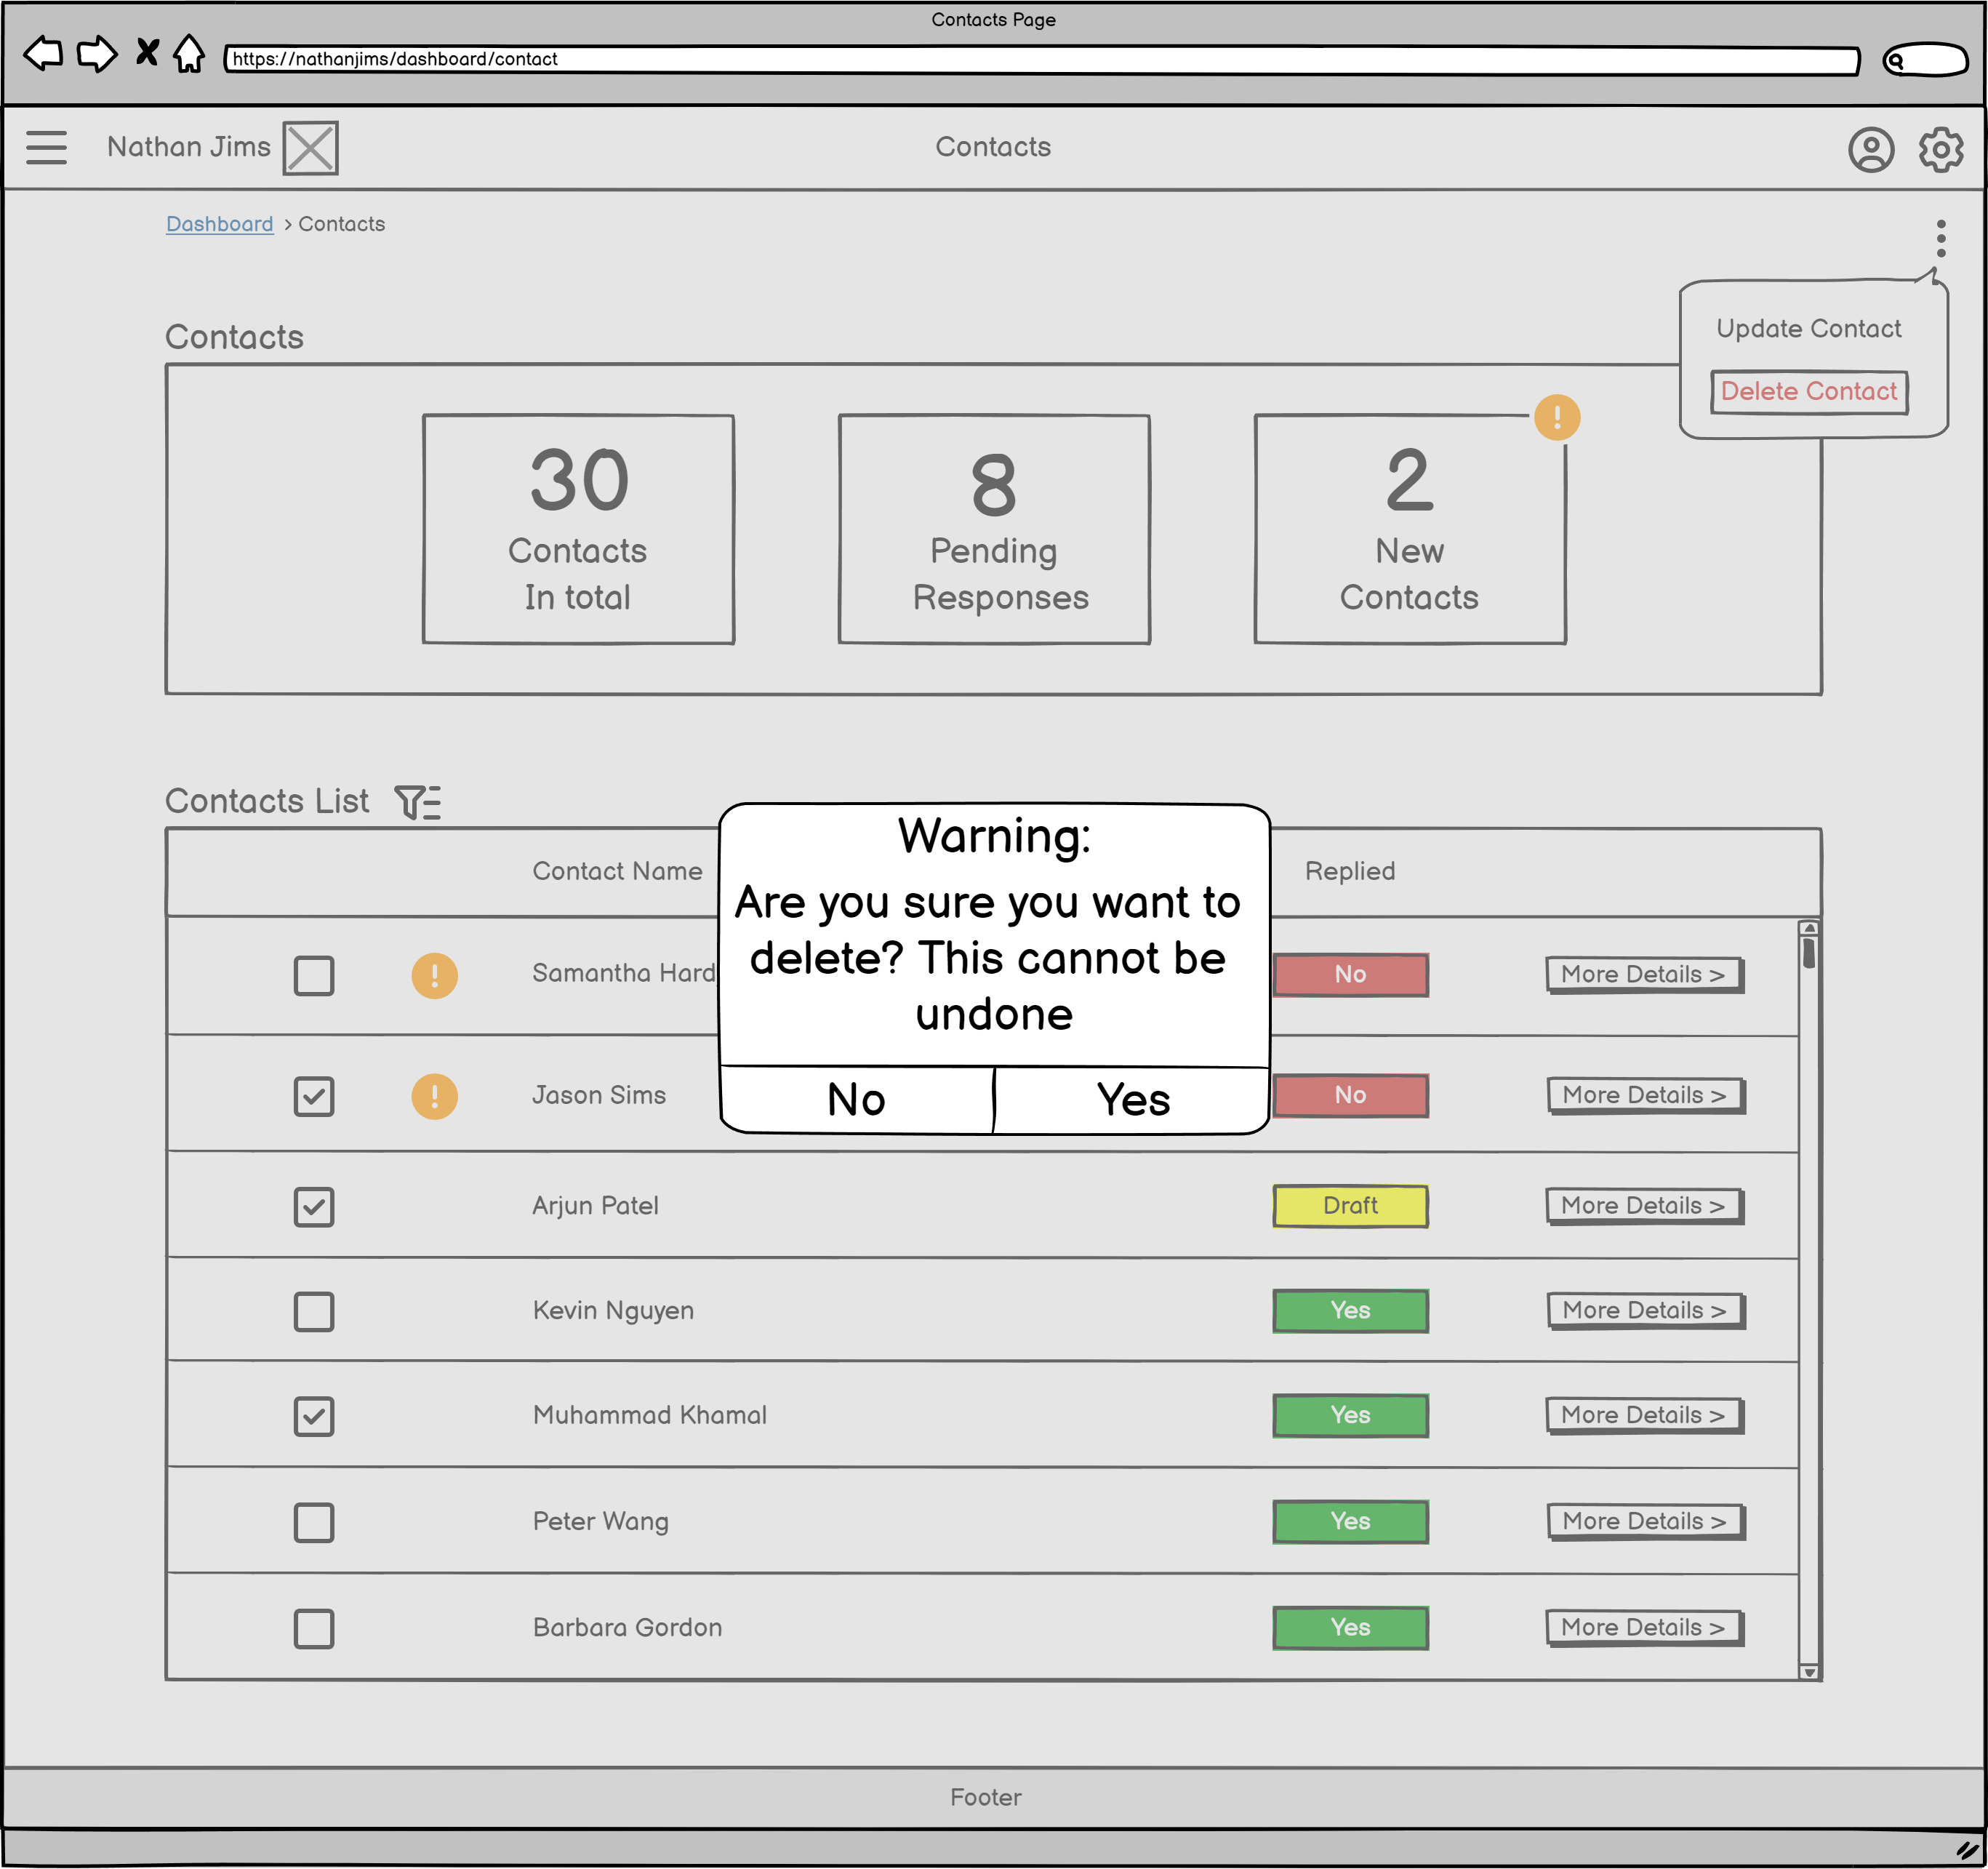 Contacts Page
https://nathanjims/dashboard/contact
Nathan Jims
Contacts
Dashboard > Contacts
Update Contact
Delete Contact
Contacts
30
Contacts
In total
8
Pending
Responses
2
New
Contacts
Contacts List
Contact Name
Replied
Warning:
Are you sure you want to
delete? This cannot be
undone
No
Yes
Samantha Hard
No
More Details >
Jason Sims
No
More Details >
Arjun Patel
Draft
More Details >
Kevin Nguyen
Yes
More Details >
Muhammad Khamal
Yes
More Details >
Peter Wang
Yes
More Details >
Barbara Gordon
Yes
More Details >
Footer